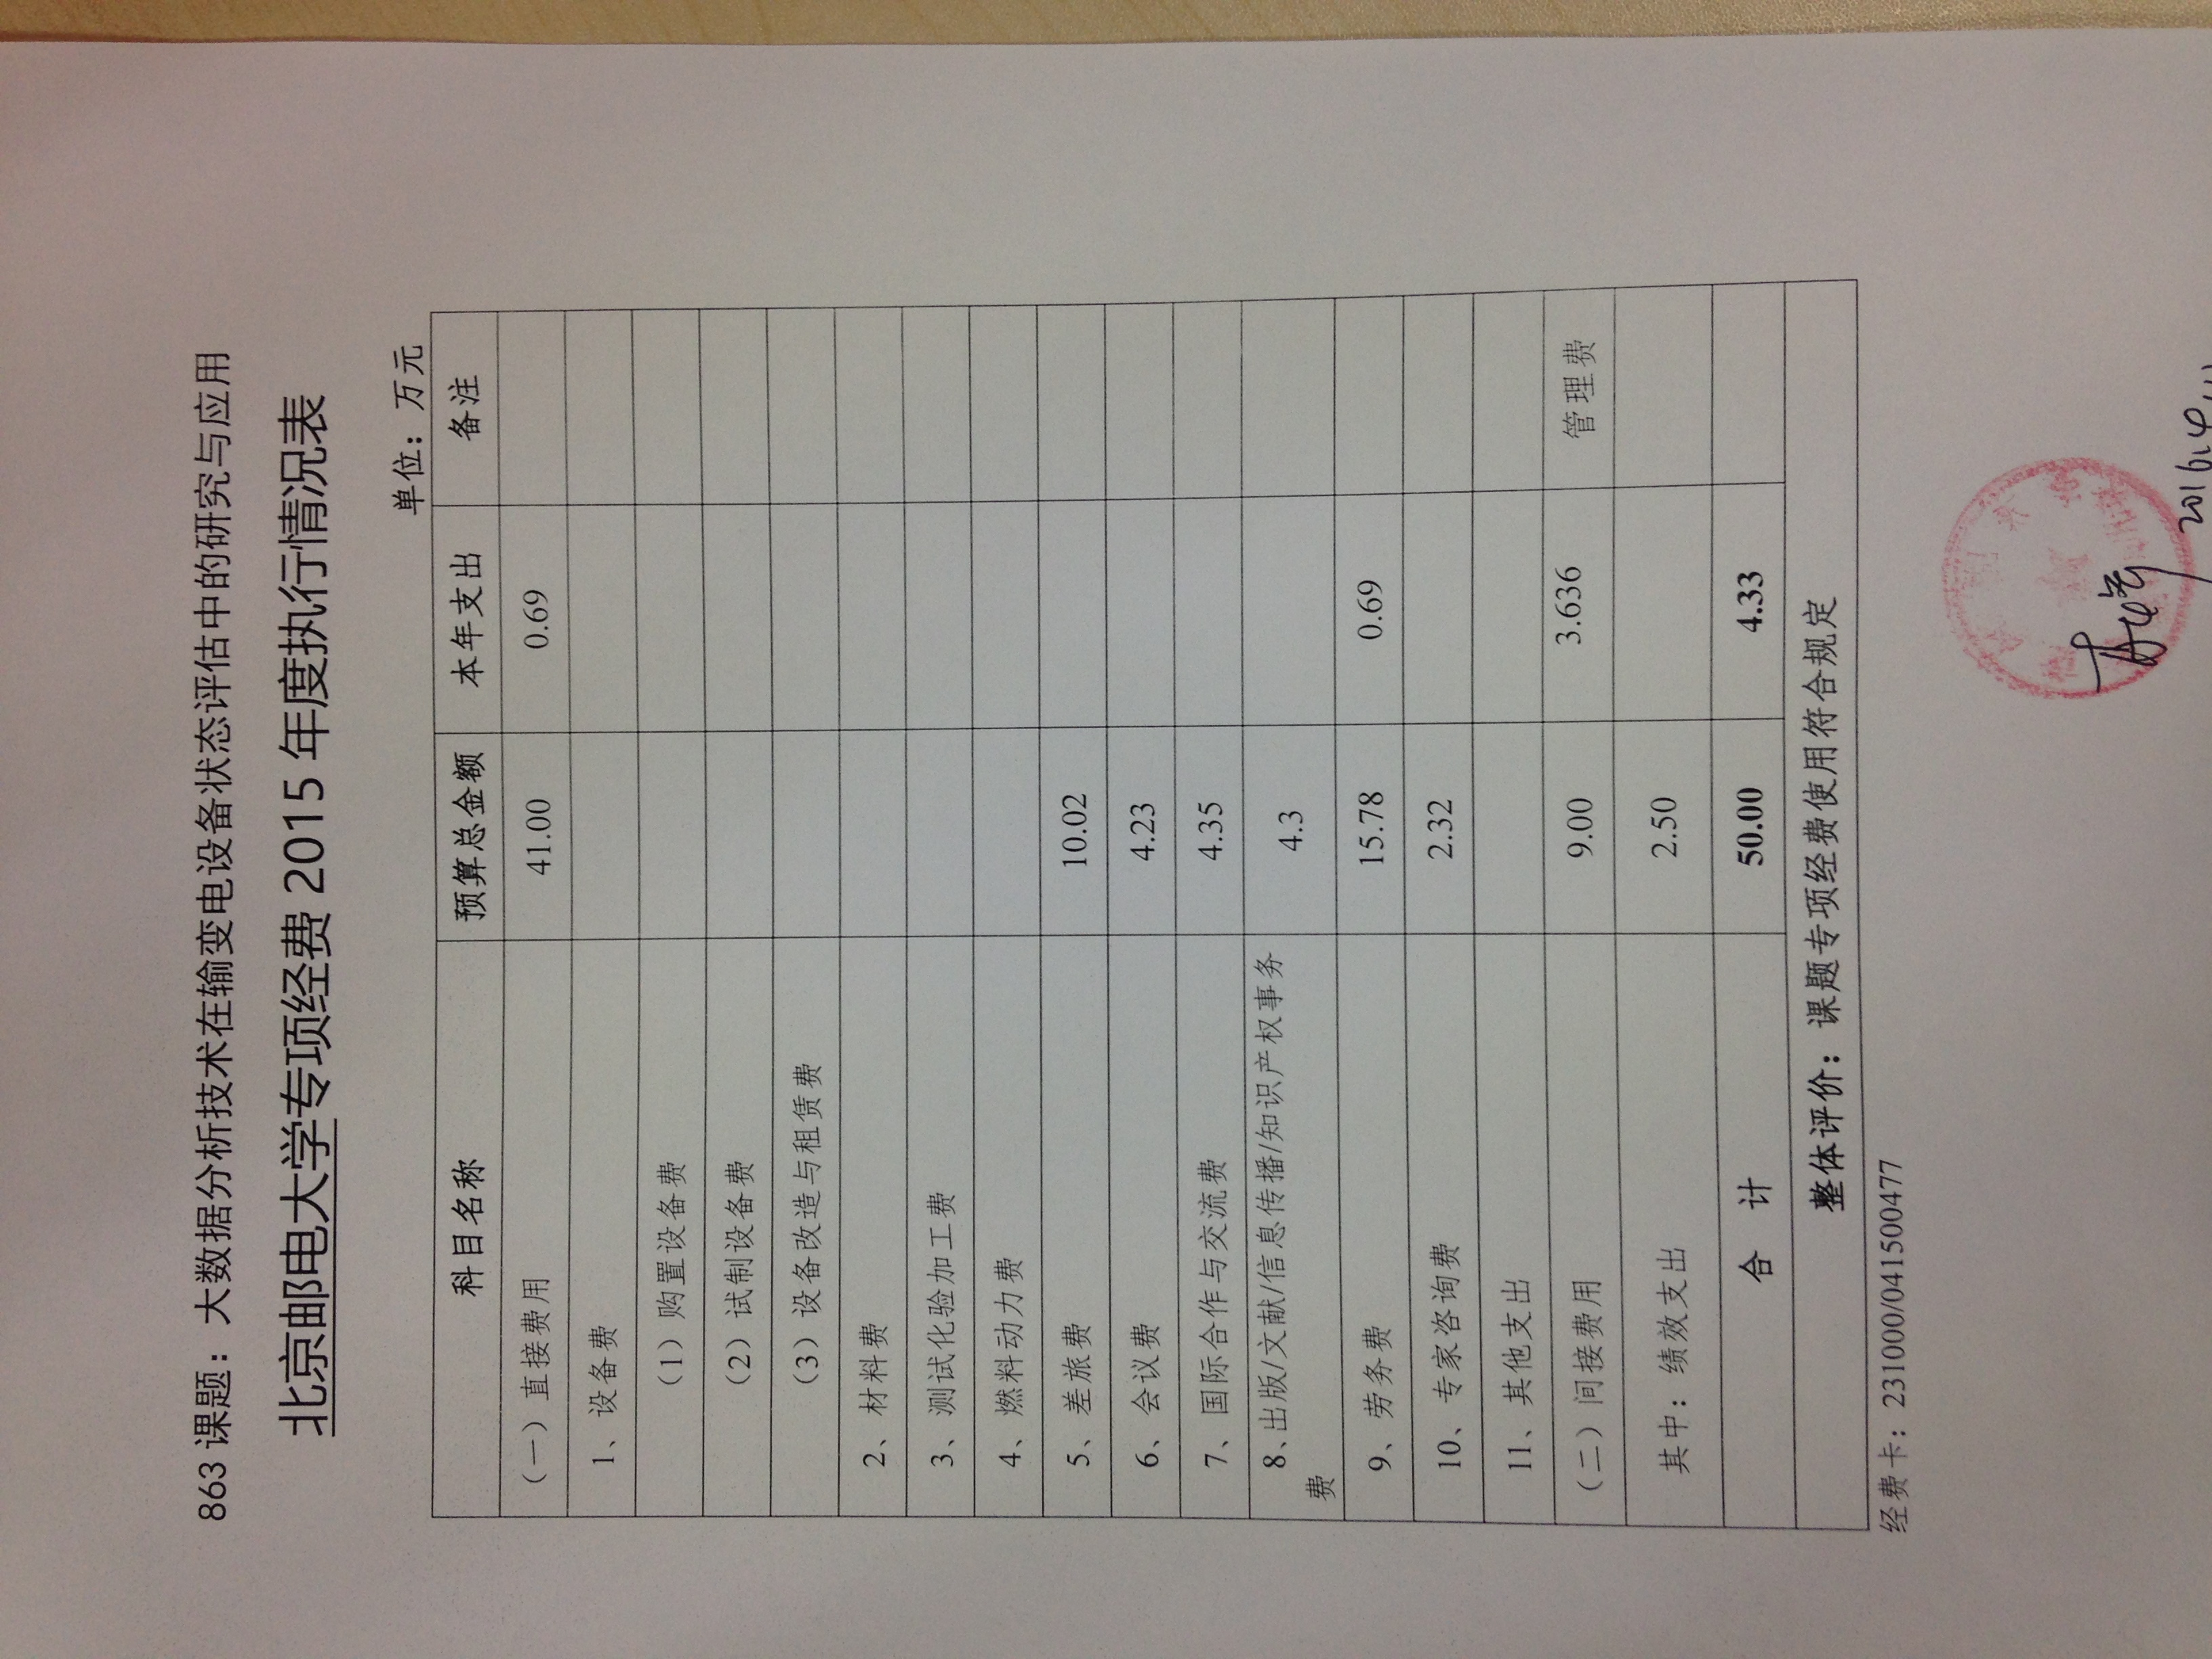 863 课题：大数据分析技术在输变电设备状态评估中的研究与应用
北京邮电大学专项经费 2015 年度执行情况表
单位：万元
科目名称 预算总金额 本年支出 备注
（一）直接费用 41.00 0.69
1、设备费
（1）购置设备费
（2）试制设备费
（3）设备改造与租赁费
2、材料费
3、测试化验加工费
4、燃料动力费
5、差旅费 10.02
6、会议费 4.23
7、国际合作与交流费 4.35
8、出版/文献/信息传播/知识产权事务
费 4.3
9、劳务费 15.78 0.69
10、专家咨询费 2.32
11、其他支出
（二）间接费用 9.00 3.636 管理费
其中：绩效支出 2.50
合 计 50.00 4.33
整体评价：课题专项经费使用符合规定
经费卡：231000/041500477